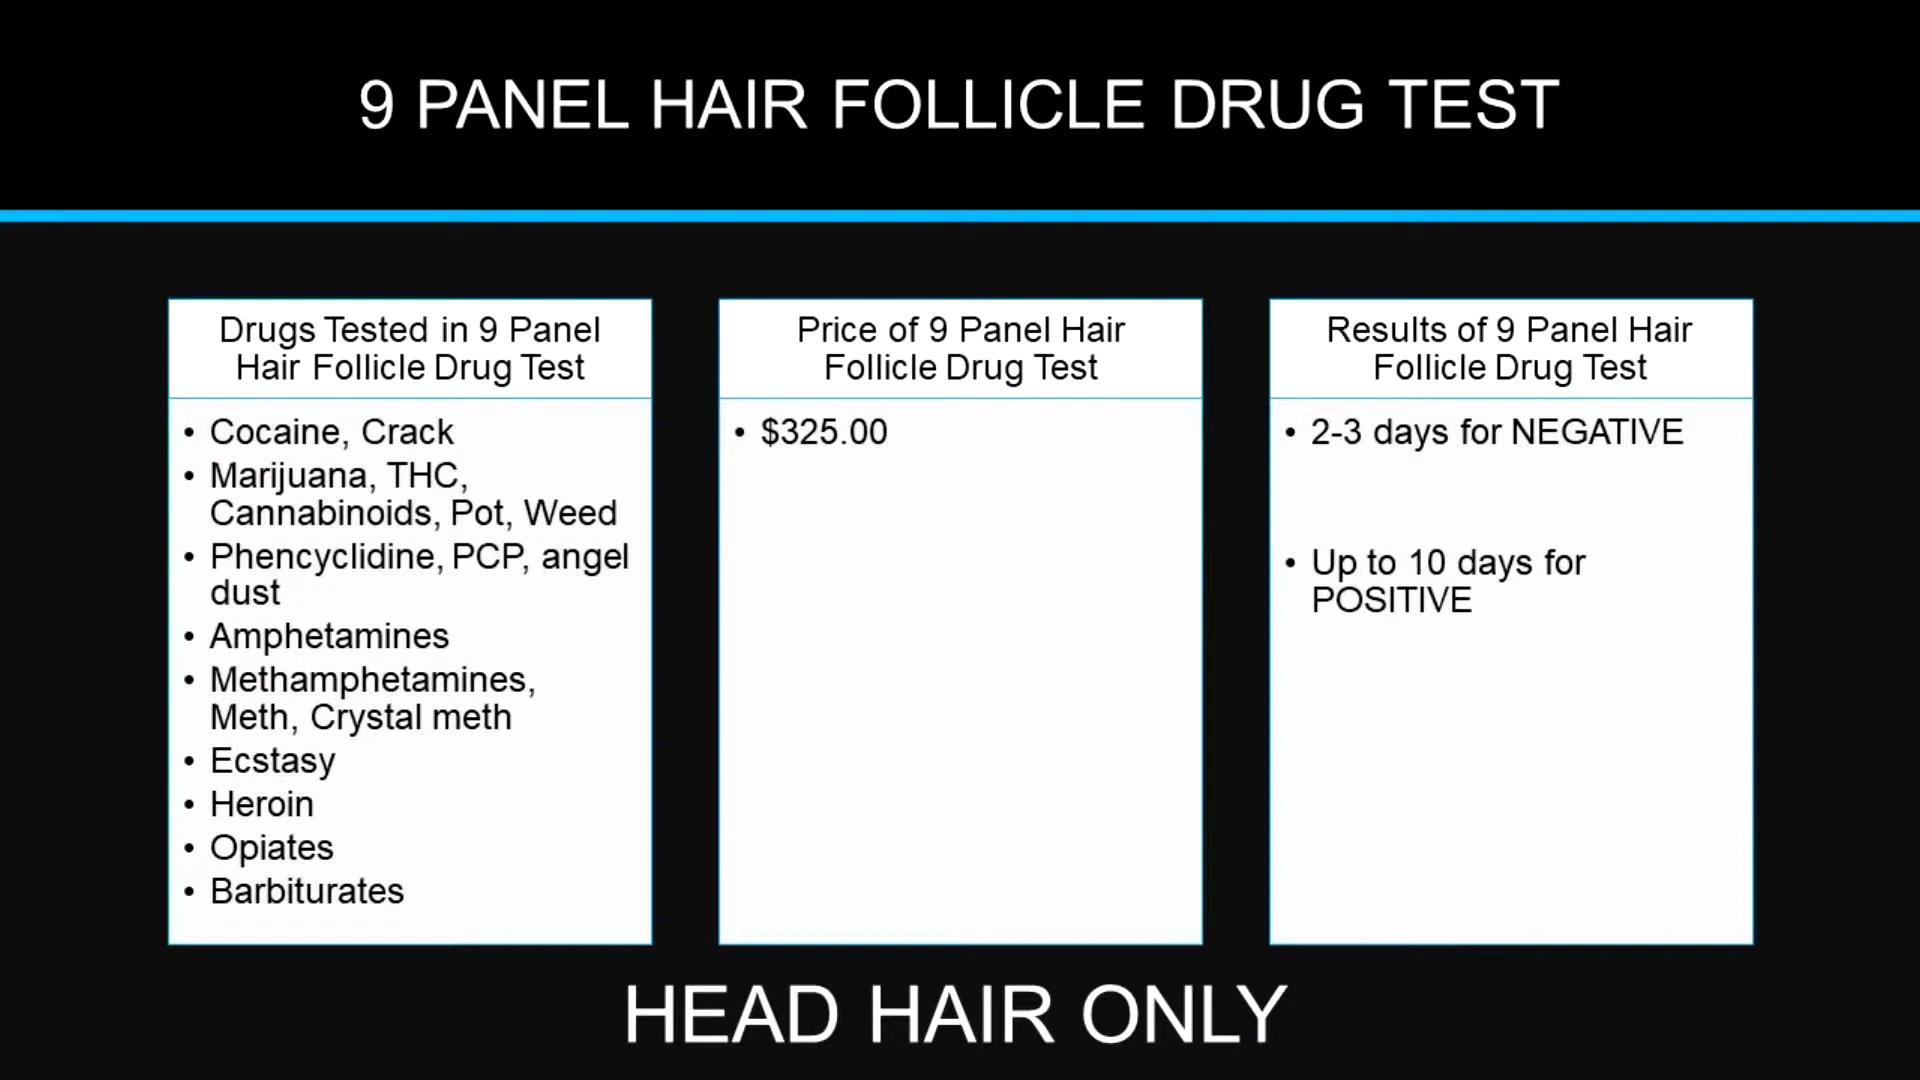 9 PANEL HAIR FOLLICLE DRUG TEST
Drugs Tested in 9 Panel
Hair Follicle Drug Test
• Cocaine, Crack
• Marijuana, THC,
Cannabinoids, Pot, Weed
• Phencyclidine, PCP, angel
dust
• Amphetamines
• Methamphetamines,
Meth, Crystal meth
• Ecstasy
• Heroin
• Opiates
• Barbiturates
Price of 9 Panel Hair
Follicle Drug Test
• $325.00
Results of 9 Panel Hair
Follicle Drug Test
• 2-3 days for NEGATIVE
• Up to 10 days for
POSITIVE
HEAD HAIR ONLY